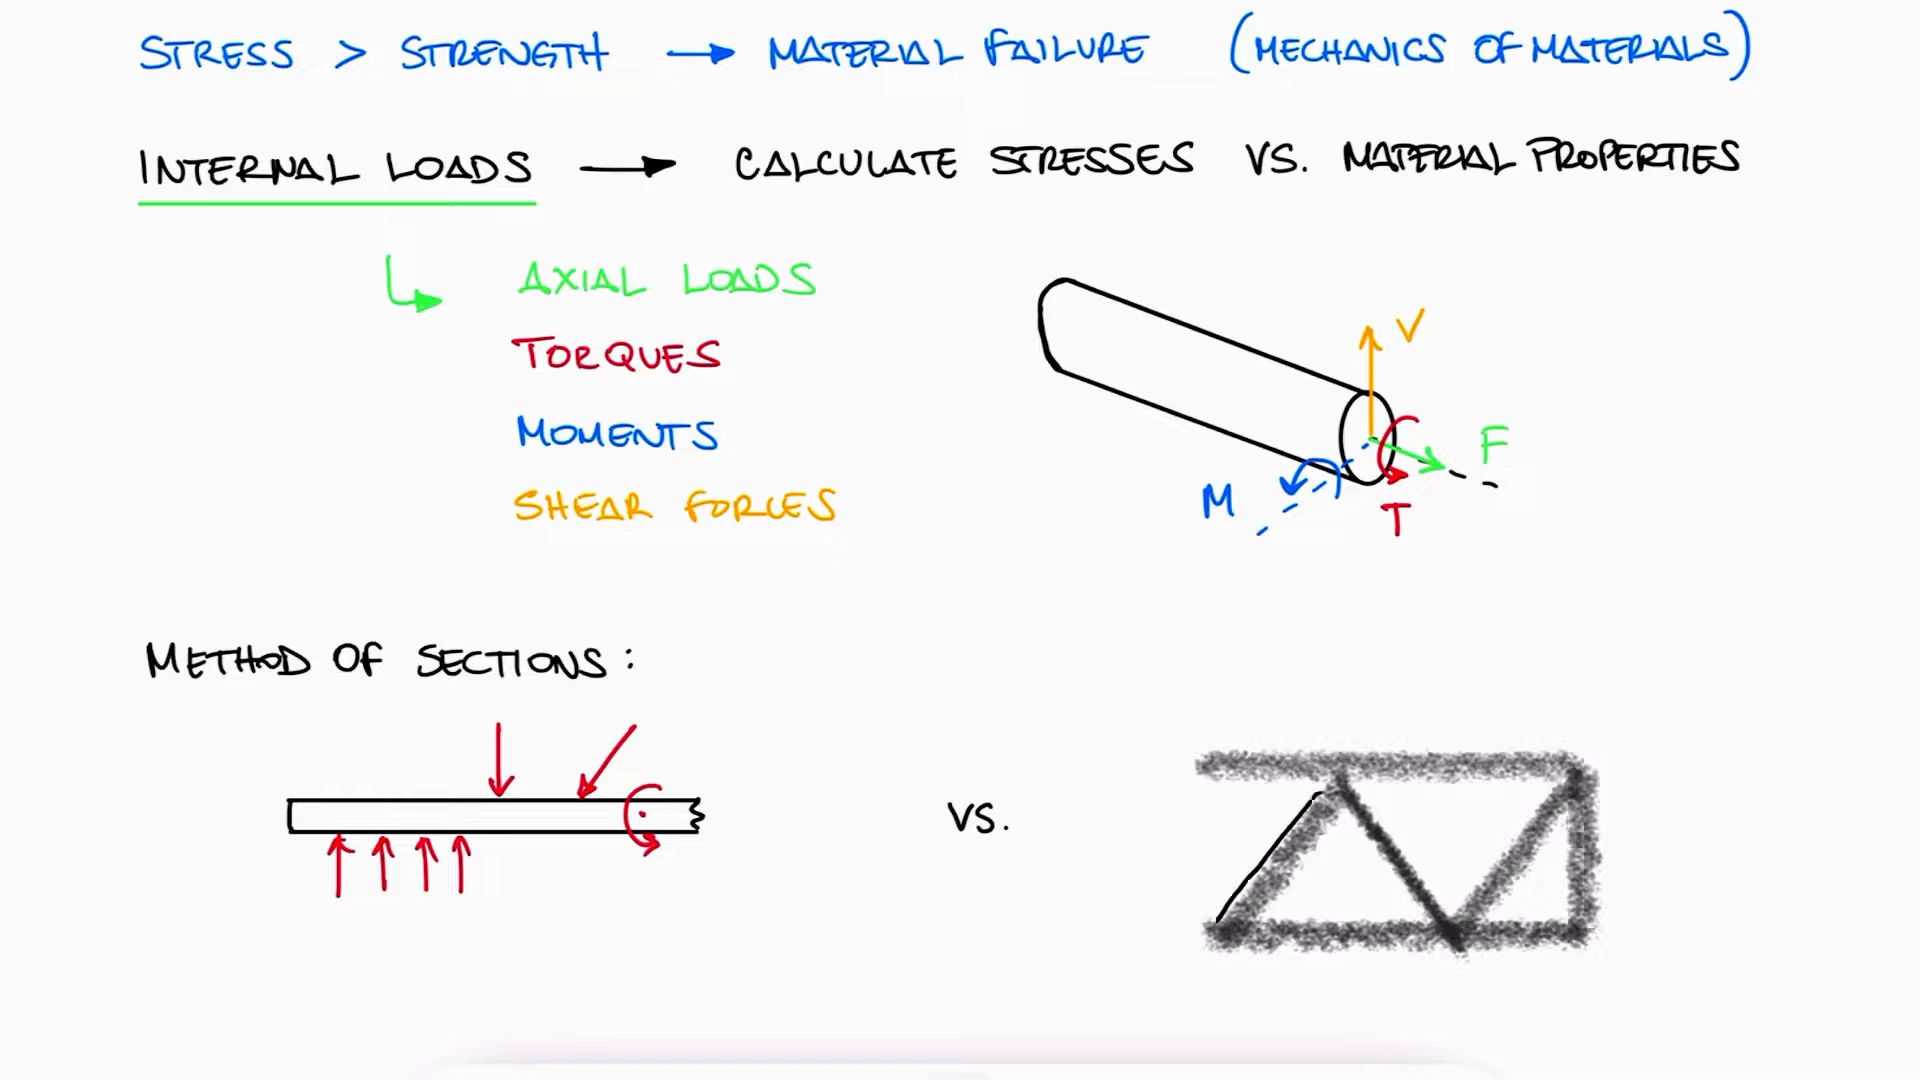 STRESS > STRENGTH → MATERIAL FAILURE (MECHANICS OF MATERIALS)
INTERNAL LOADS → CALCULATE STRESSES VS. MATERIAL PROPERTIES
AXIAL LOADS
TORQUES
MOMENTS
SHEAR FORCES
V
F
M
T
METHOD OF SECTIONS:
VS.